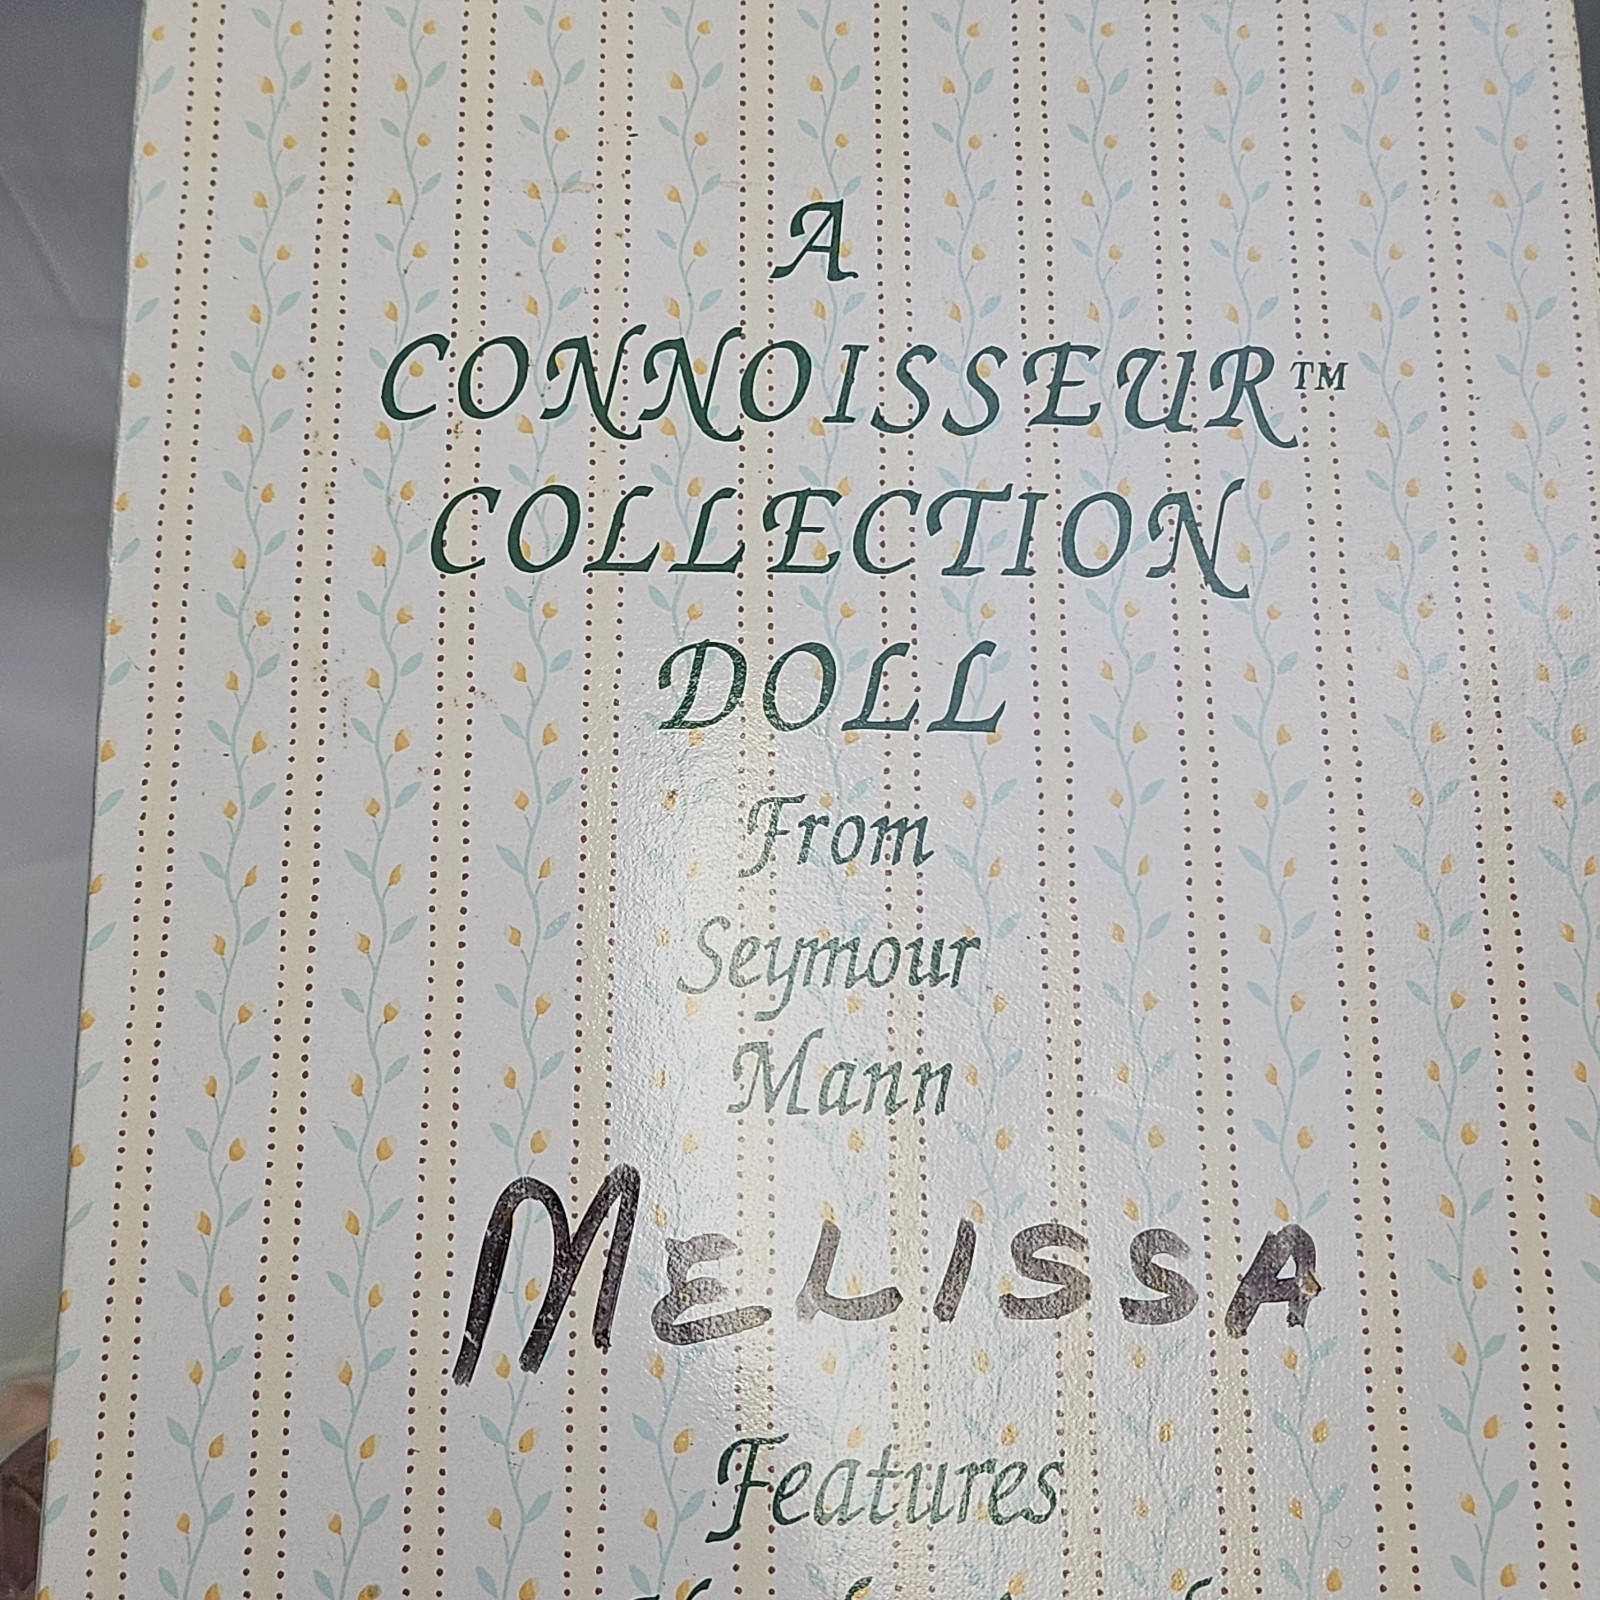 A
CONNOISSEUR™
COLLECTION
DOLL
From
Seymour
Mann
MELISSA
Features